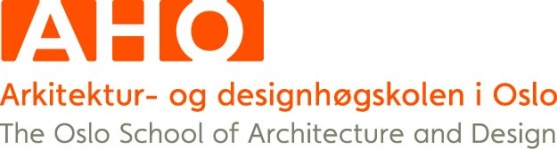 AHO
Arkitektur- og designhøgskolen i Oslo
The Oslo School of Architecture and Design